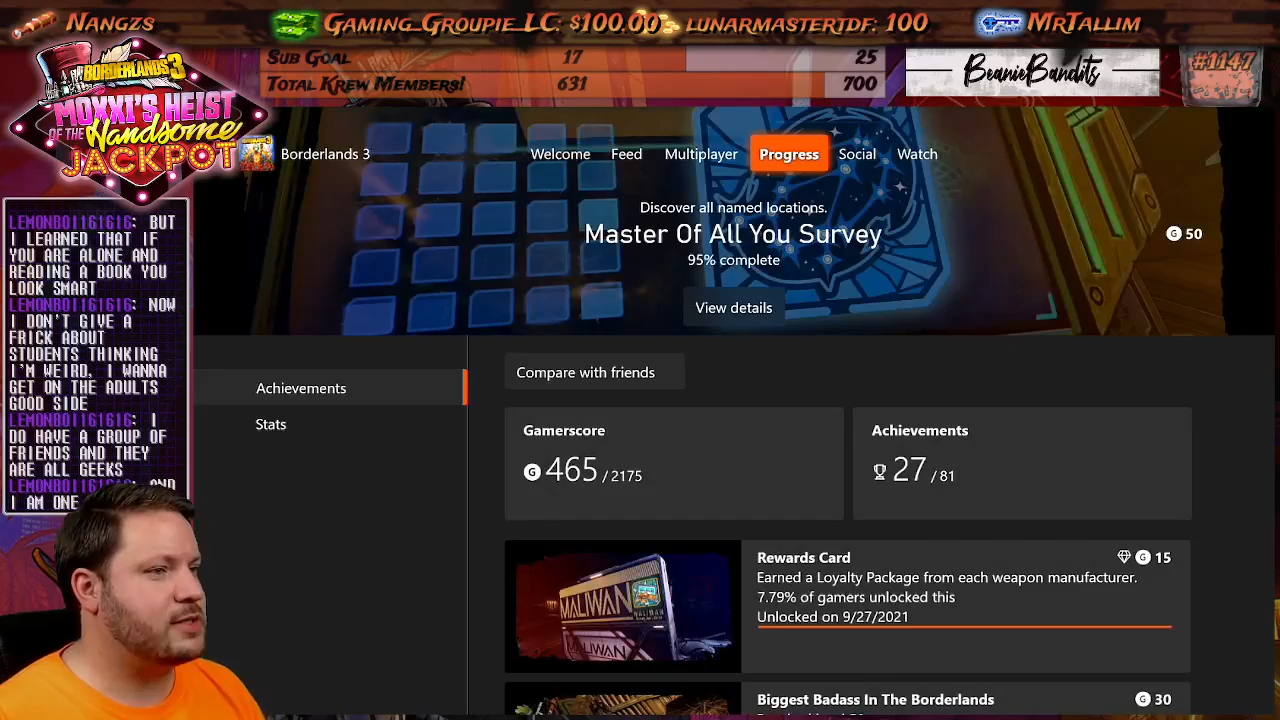 Nangzs
Gaming_Groupie_LC: $100.00
lunarmastertdf: 100
MrTallim
Sub Goal 17 25
Total Krew Members! 631 700
BeanieBandits
#1147
BORDERLANDS 3
MOXXI'S HEIST
OF THE Handsome
JACKPOT
Borderlands 3
Welcome Feed Multiplayer Progress Social Watch
Discover all named locations.
Master Of All You Survey
95% complete
G 50
View details
LEMONBOI161616: BUT
I LEARNED THAT IF
YOU ARE ALONE AND
READING A BOOK YOU
LOOK SMART
LEMONBOI161616: NOW
I DON'T GIVE A
FRICK ABOUT
STUDENTS THINKING
I'M WEIRD, I WANNA
GET ON THE ADULTS
GOOD SIDE
LEMONBOI161616: I
DO HAVE A GROUP OF
FRIENDS AND THEY
ARE ALL GEEKS
LEMONBOI161616: AND
I AM ONE
Achievements
Stats
Compare with friends
Gamerscore
G 465 / 2175
Achievements
27 / 81
MALIWAN
MALIWAN
MALIWAN
Rewards Card
G 15
Earned a Loyalty Package from each weapon manufacturer.
7.79% of gamers unlocked this
Unlocked on 9/27/2021
Biggest Badass In The Borderlands
G 30